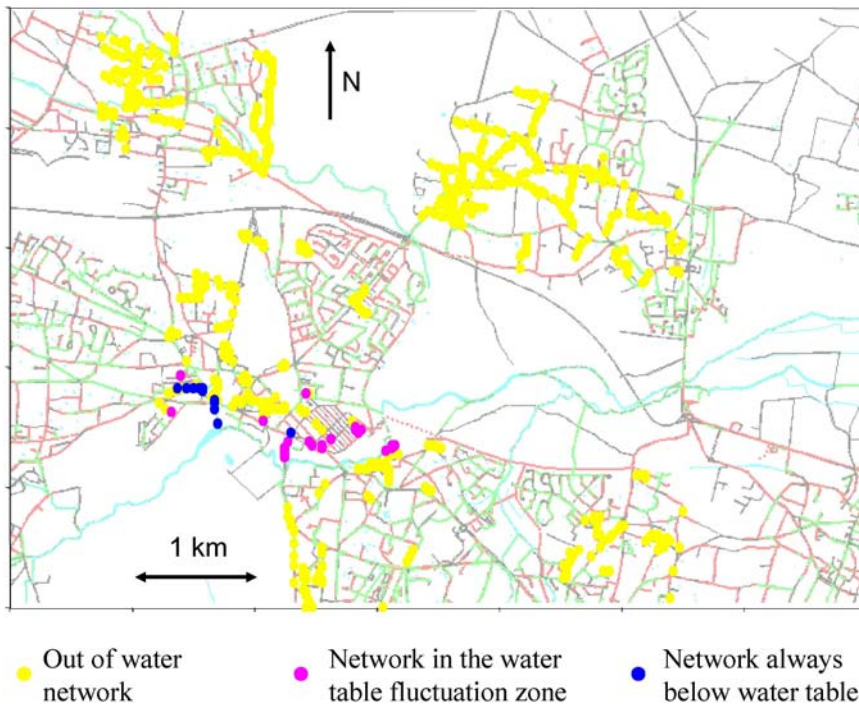 N
1 km
Out of water
network
Network in the water
table fluctuation zone
Network always
below water table